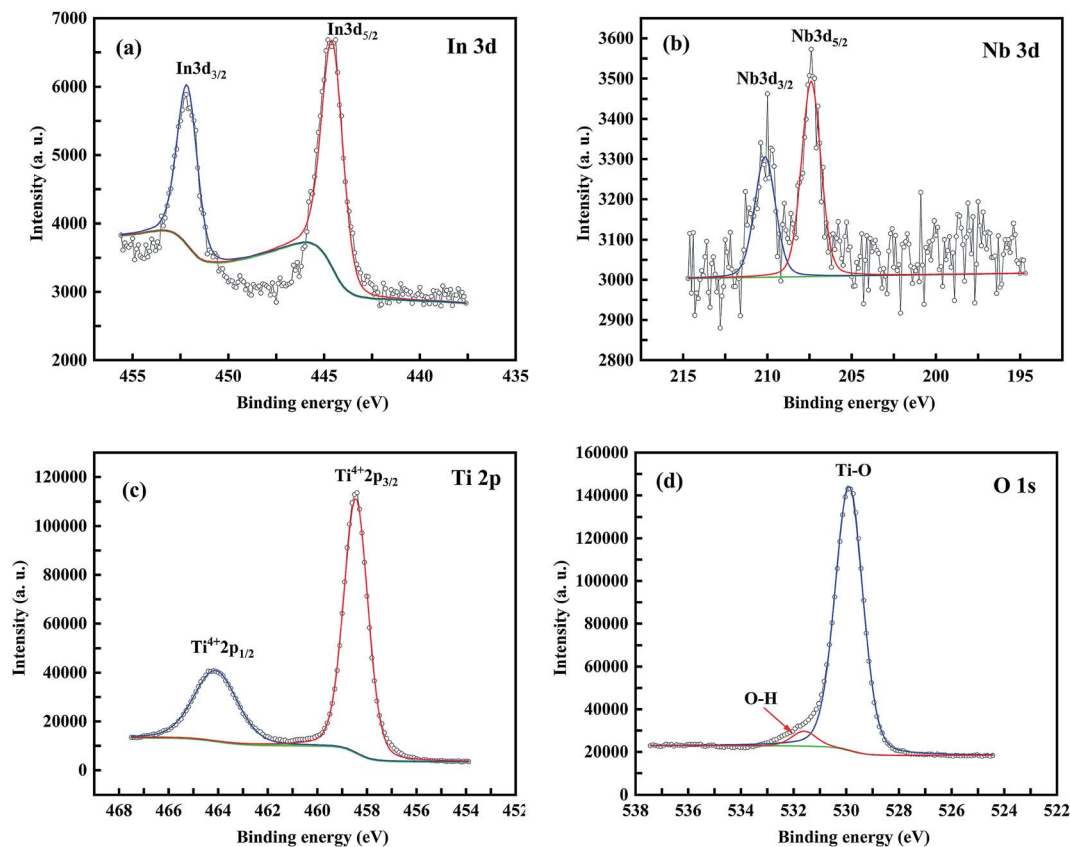 (a)
In3d5/2
In 3d
In3d3/2
7000
6000
5000
4000
3000
2000
Intensity (a. u.)
455
450
445
440
435
Binding energy (eV)
(b)
Nb3d5/2
Nb 3d
Nb3d3/2
3600
3500
3400
3300
3200
3100
3000
2900
2800
Intensity (a. u.)
215
210
205
200
195
Binding energy (eV)
(c)
Ti4+2p3/2
Ti 2p
Ti4+2p1/2
120000
100000
80000
60000
40000
20000
0
Intensity (a. u.)
468
466
464
462
460
458
456
454
452
Binding energy (eV)
(d)
Ti-O
O 1s
O-H
160000
140000
120000
100000
80000
60000
40000
20000
0
Intensity (a. u.)
538
536
534
532
530
528
526
524
522
Binding energy (eV)